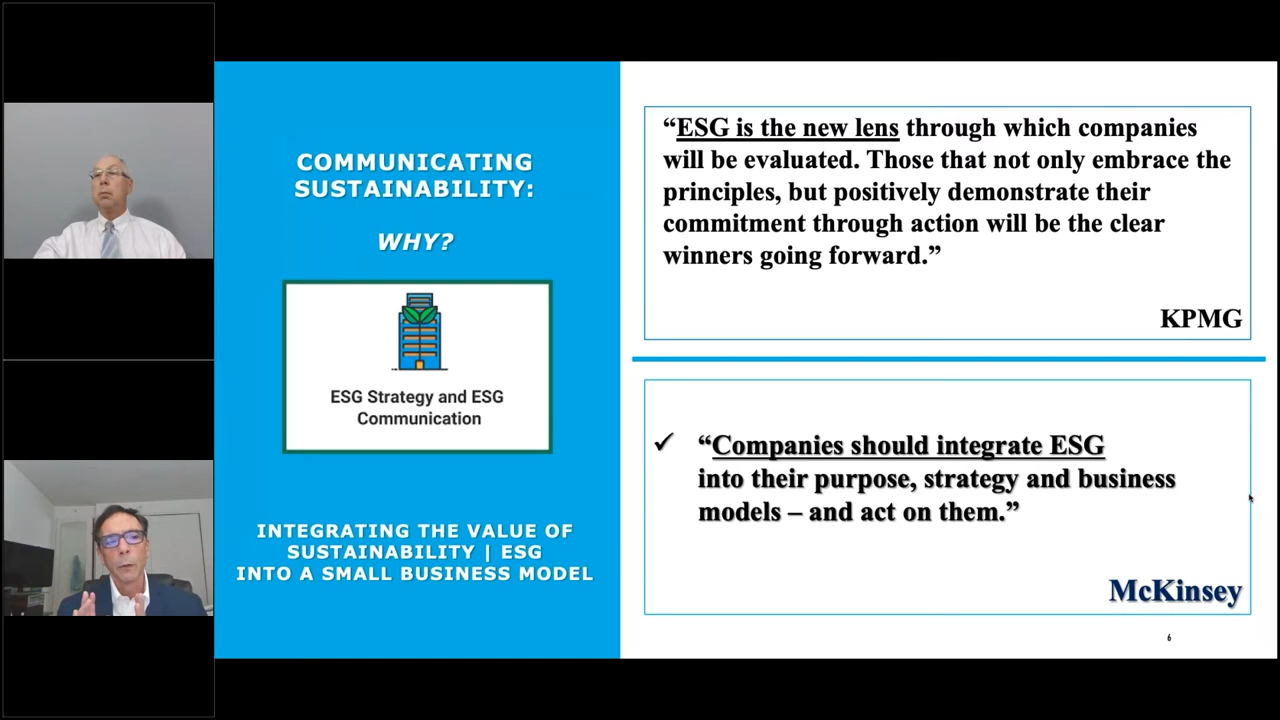 COMMUNICATING
SUSTAINABILITY:
WHY?
ESG Strategy and ESG
Communication
INTEGRATING THE VALUE OF
SUSTAINABILITY | ESG
INTO A SMALL BUSINESS MODEL
“ESG is the new lens through which companies
will be evaluated. Those that not only embrace the
principles, but positively demonstrate their
commitment through action will be the clear
winners going forward.”
KPMG
✓ “Companies should integrate ESG
into their purpose, strategy and business
models – and act on them.”
McKinsey
6